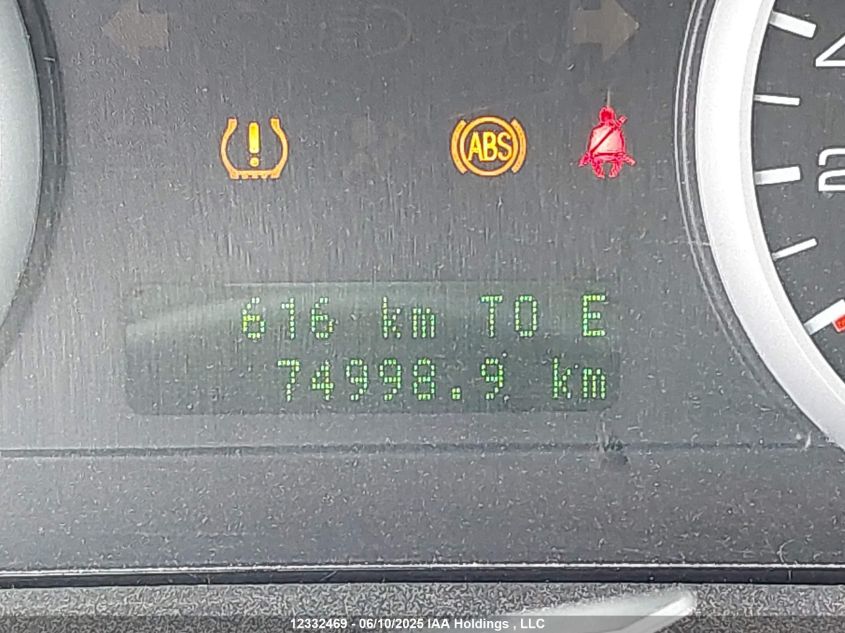 ABS
616 km TO E
74998.9 km
12332469 - 06/10/2025 IAA Holdings , LLC